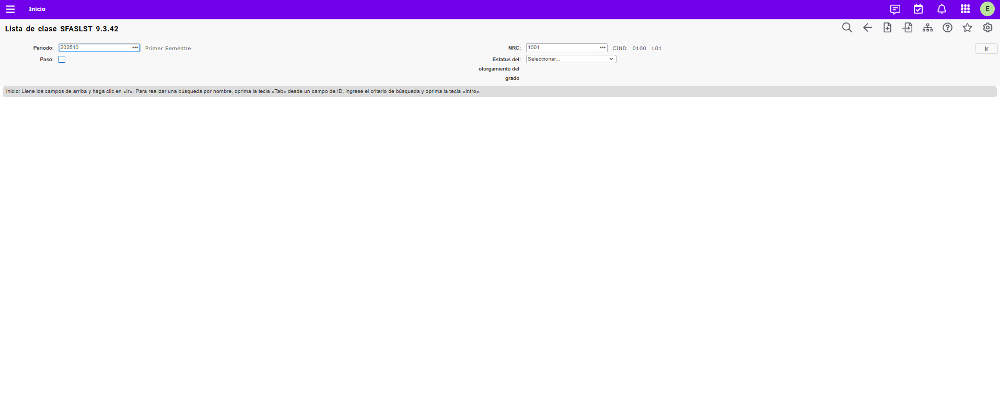 Inicio
E
Lista de clase SFASLST 9.3.42
Periodo: 202510 ••• Primer Semestre
NRC: 1001 ••• CIND 0100 L01
Ir
Paso:
Estatus del: Seleccionar...
otorgamiento del
grado
Inicio: Llene los campos de arriba y haga clic en «Ir». Para realizar una búsqueda por nombre, oprima la tecla «Tab» desde un campo de ID, ingrese el criterio de búsqueda y oprima la tecla «Intro».